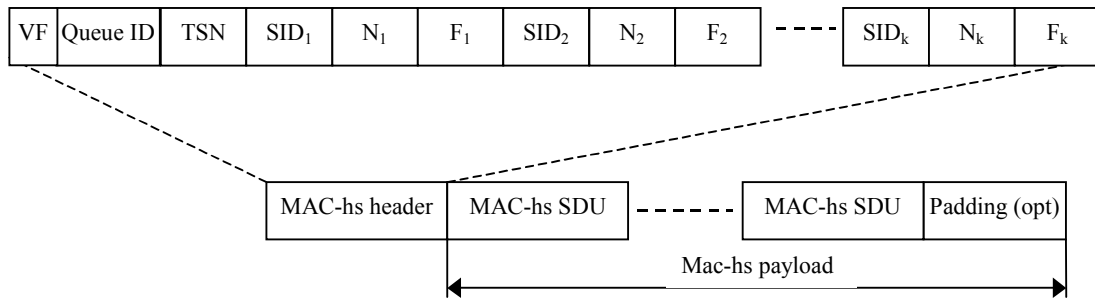 VF Queue ID TSN SID₁ N₁ F₁ SID₂ N₂ F₂ SIDₖ Nₖ Fₖ
MAC-hs header MAC-hs SDU MAC-hs SDU Padding (opt)
Mac-hs payload